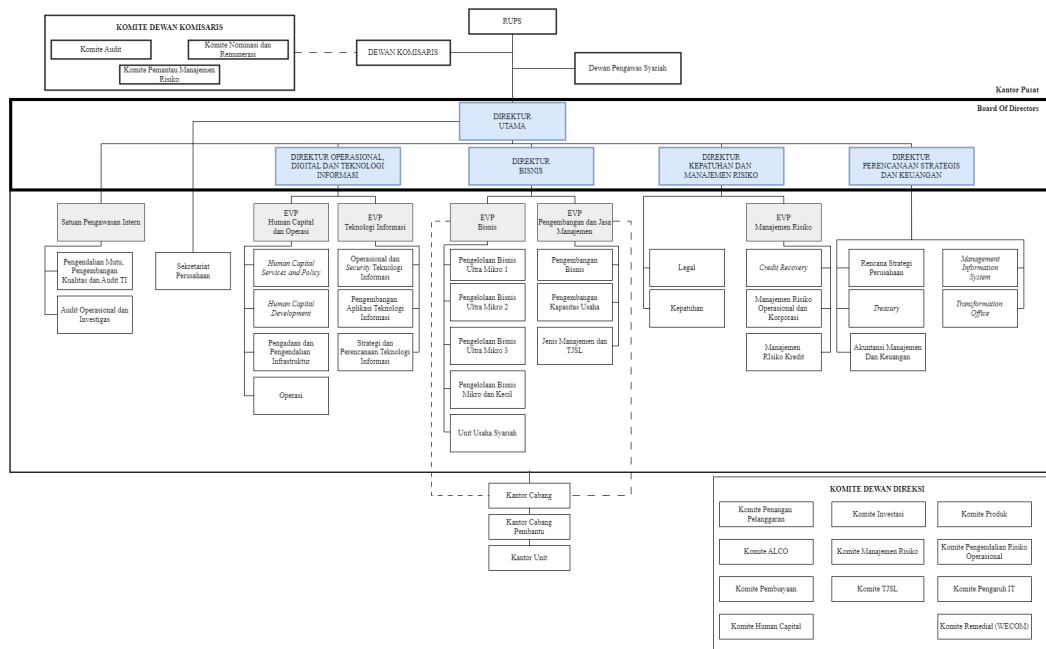 RUPS
KOMITE DEWAN KOMISARIS
Komite Audit
Komite Nominasi dan
Remunerasi
Komite Pemantau Manajemen
Risiko
DEWAN KOMISARIS
Dewan Pengawas Syariah
Kantor Pusat
Board Of Directors
DIREKTUR
UTAMA
DIREKTUR OPERASIONAL,
DIGITAL DAN TEKNOLOGI
INFORMASI
DIREKTUR
BISNIS
DIREKTUR
KEPATUHAN DAN
MANAJEMEN RISIKO
DIREKTUR
PERENCANAAN STRATEGIS
DAN KEUANGAN
Satuan Pengawasan Intern
Pengendalian Mutu,
Pengembangan
Kualitas dan Audit TI
Audit Operasional dan
Investigas
Sekretariat
Perusahaan
EVP
Human Capital
dan Operasi
Human Capital
Services and Policy
Human Capital
Development
Pengadaan dan
Pengendalian
Infrastruktur
Operasi
EVP
Teknologi Informasi
Operasional dan
Security Teknologi
Informasi
Pengembangan
Aplikasi Teknologi
Informasi
Strategi dan
Perencanaan Teknologi
Informasi
EVP
Bisnis
Pengelolaan Bisnis
Ultra Mikro 1
Pengelolaan Bisnis
Ultra Mikro 2
Pengelolaan Bisnis
Ultra Mikro 3
Pengelolaan Bisnis
Mikro dan Kecil
Unit Usaha Syariah
EVP
Pengembangan dan Jasa
Manajemen
Pengembangan
Bisnis
Pengembangan
Kapasitas Usaha
Jenis Manajemen dan
TJSL
Legal
Kepatuhan
EVP
Manajemen Risiko
Credit Recovery
Manajemen Risiko
Operasional dan
Korporasi
Manajemen
RIsiko Kredit
Rencana Strategi
Perusahaan
Treasury
Akuntansi Manajemen
Dan Keuangan
Management
Information
System
Transformation
Office
Kantor Cabang
Kantor Cabang
Pembantu
Kantor Unit
KOMITE DEWAN DIREKSI
Komite Penangan
Pelanggaran
Komite Investasi
Komite Produk
Komite ALCO
Komite Manajemen Risiko
Komite Pengendalian Risiko
Operasional
Komite Pembiayaan
Komite TJSL
Komite Pengaruh IT
Komite Human Capital
Komite Remedial (WECOM)